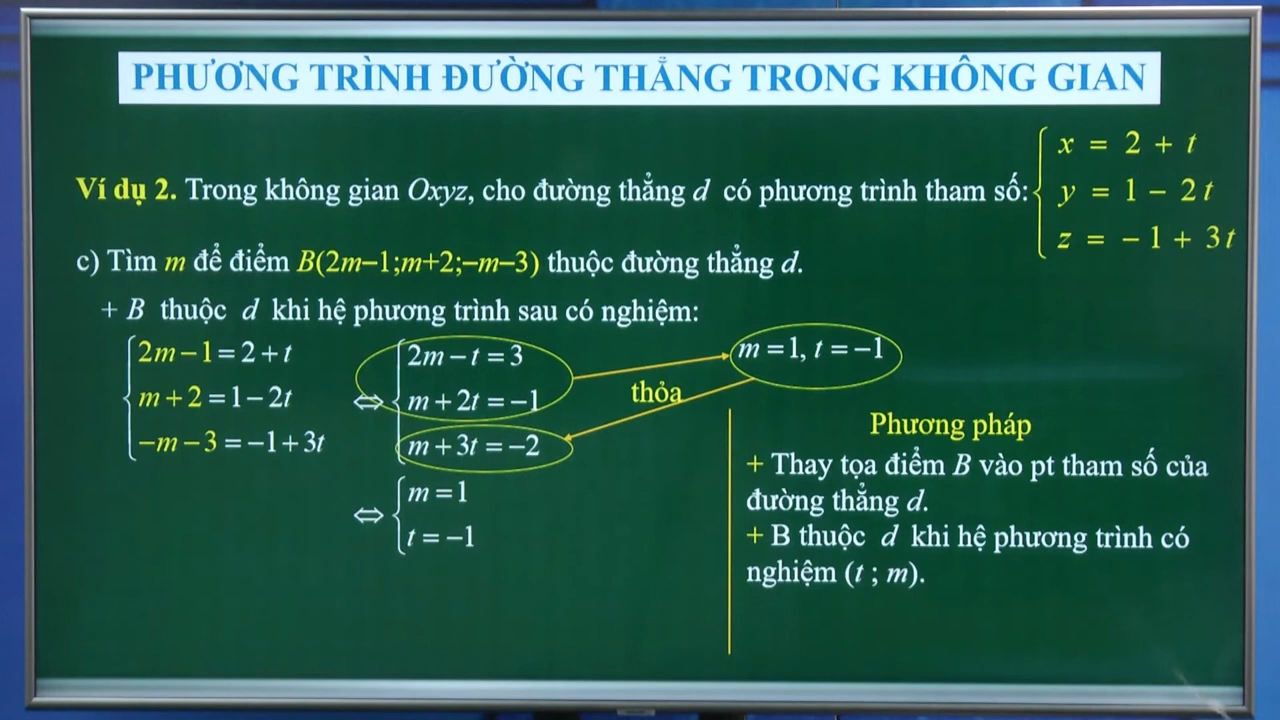 PHƯƠNG TRÌNH ĐƯỜNG THẲNG TRONG KHÔNG GIAN
Ví dụ 2. Trong không gian Oxyz, cho đường thẳng d có phương trình tham số:
x = 2 + t
y = 1 − 2t
z = −1 + 3t
c) Tìm m để điểm B(2m−1;m+2;−m−3) thuộc đường thẳng d.
+ B thuộc d khi hệ phương trình sau có nghiệm:
2m−1=2+t
m+2=1−2t
−m−3=−1+3t
⇔
2m−t=3
m+2t=−1
m+3t=−2
m=1, t=−1
thỏa
⇔
m=1
t=−1
Phương pháp
+ Thay tọa điểm B vào pt tham số của
đường thẳng d.
+ B thuộc d khi hệ phương trình có
nghiệm (t ; m).